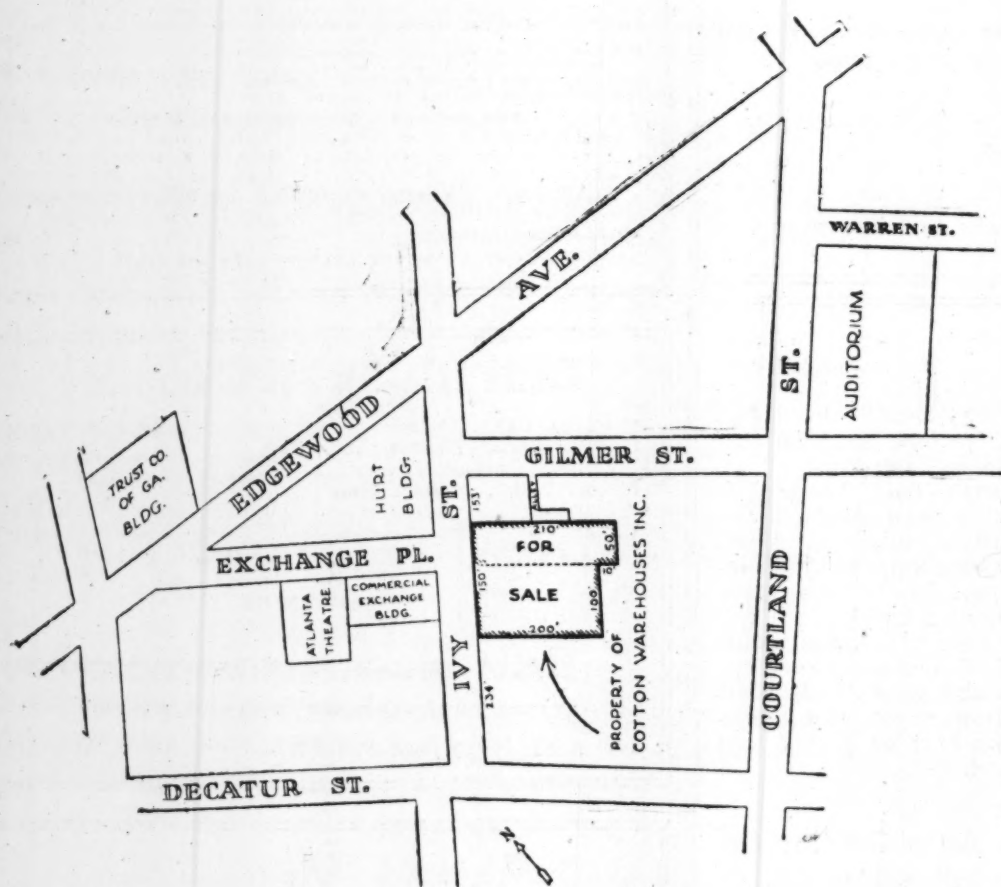 WARREN ST.
AVE.
AUDITORIUM
ST.
TRUST CO.
OF GA.
BLDG.
EDGEWOOD
HURT
BLDG.
GILMER ST.
ST.
153'
210'
FOR
50'
EXCHANGE PL.
150'
10'
SALE
100'
200'
COMMERCIAL
EXCHANGE
BLDG.
ATLANTA
THEATRE
IVY
234'
PROPERTY OF
COTTON WAREHOUSES INC.
COURTLAND
DECATUR ST.
N